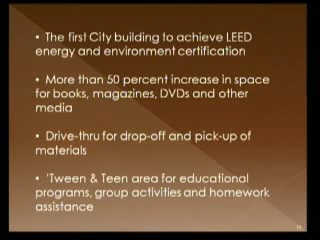 • The first City building to achieve LEED
energy and environment certification
• More than 50 percent increase in space
for books, magazines, DVDs and other
media
• Drive-thru for drop-off and pick-up of
materials
• 'Tween & Teen area for educational
programs, group activities and homework
assistance